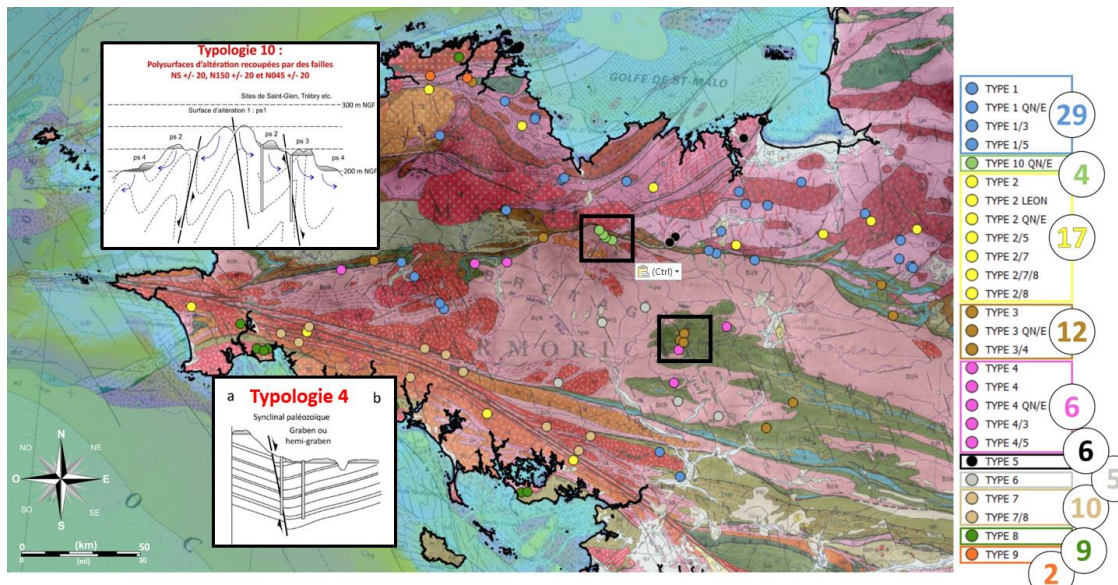 Typologie 10 :
Polysurfaces d'altération recoupées par des failles
NS +/- 20, N150 +/- 20 et N045 +/- 20
Sites de Saint-Glen, Trébry etc.
300 m NGF
Surface d'altération 1 : ps1
ps 2
ps 2
ps 3
ps 4
ps 4
200 m NGF
GOLFE DE ST-MALO
(Ctrl)
ARMORIC
Typologie 4
a
b
Synclinal paléozoïque
Graben ou
hemi-graben
N
NO
NE
O
E
SO
SE
S
0
(km)
50
0
(mi)
30
TYPE 1
TYPE 1 QN/E
TYPE 1/3
TYPE 1/5
29
TYPE 10 QN/E
4
TYPE 2
TYPE 2 LEON
TYPE 2 QN/E
TYPE 2/5
TYPE 2/7
TYPE 2/7/8
TYPE 2/8
17
TYPE 3
TYPE 3 QN/E
TYPE 3/4
12
TYPE 4
TYPE 4
TYPE 4 QN/E
TYPE 4/3
TYPE 4/5
6
TYPE 5
6
TYPE 6
5
TYPE 7
TYPE 7/8
10
TYPE 8
9
TYPE 9
2